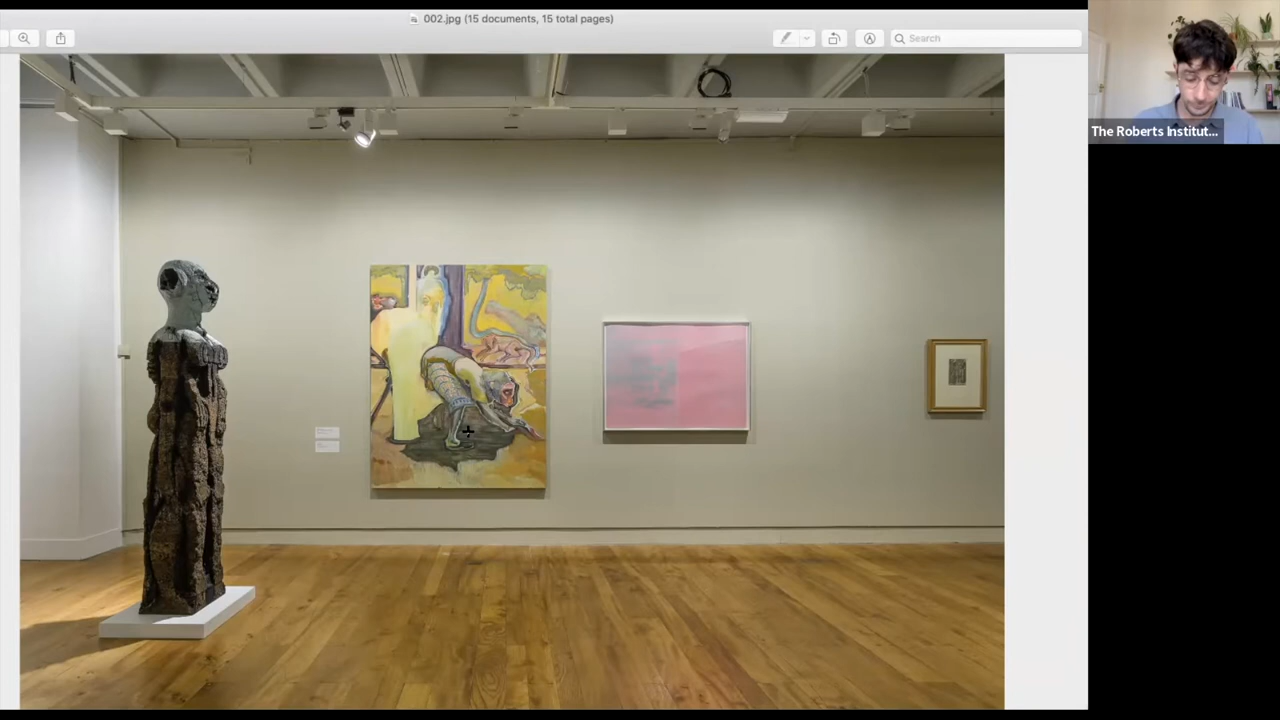 002.jpg (15 documents, 15 total pages)
Search
The Roberts Institut...